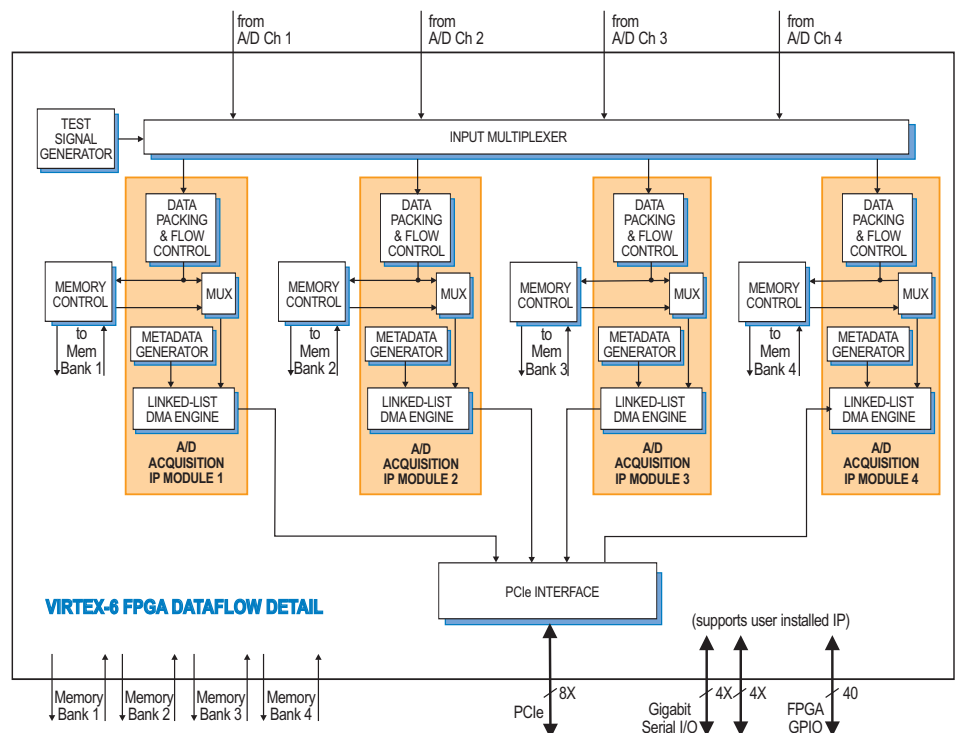 from
A/D Ch 1
from
A/D Ch 2
from
A/D Ch 3
from
A/D Ch 4
TEST
SIGNAL
GENERATOR
INPUT MULTIPLEXER
DATA
PACKING
& FLOW
CONTROL
MEMORY
CONTROL
MUX
to
Mem
Bank 1
METADATA
GENERATOR
LINKED-LIST
DMA ENGINE
A/D
ACQUISITION
IP MODULE 1
DATA
PACKING
& FLOW
CONTROL
MEMORY
CONTROL
MUX
to
Mem
Bank 2
METADATA
GENERATOR
LINKED-LIST
DMA ENGINE
A/D
ACQUISITION
IP MODULE 2
DATA
PACKING
& FLOW
CONTROL
MEMORY
CONTROL
MUX
to
Mem
Bank 3
METADATA
GENERATOR
LINKED-LIST
DMA ENGINE
A/D
ACQUISITION
IP MODULE 3
DATA
PACKING
& FLOW
CONTROL
MEMORY
CONTROL
MUX
to
Mem
Bank 4
METADATA
GENERATOR
LINKED-LIST
DMA ENGINE
A/D
ACQUISITION
IP MODULE 4
PCIe INTERFACE
VIRTEX-6 FPGA DATAFLOW DETAIL
(supports user installed IP)
Memory
Bank 1
Memory
Bank 2
Memory
Bank 3
Memory
Bank 4
8X
PCIe
4X
4X
Gigabit
Serial I/O
40
FPGA
GPIO